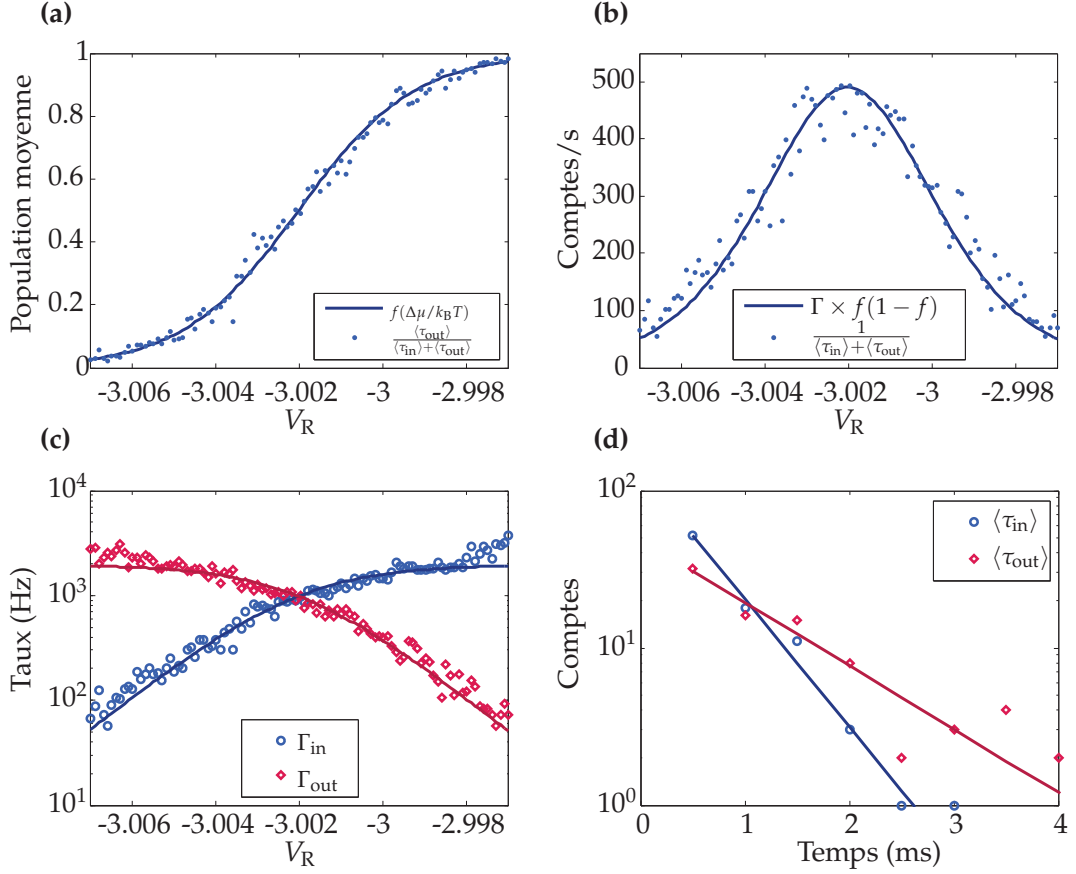 (a)
Population moyenne
1
0.8
0.6
0.4
0.2
0
-3.006
-3.004
-3.002
-3
-2.998
V_R
f(Δμ/k_BT)
⟨τ_out⟩ / ⟨τ_in⟩+⟨τ_out⟩
(b)
Comptes/s
500
400
300
200
100
0
-3.006
-3.004
-3.002
-3
-2.998
V_R
Γ × f(1 − f)
1 / ⟨τ_in⟩+⟨τ_out⟩
(c)
Taux (Hz)
10^4
10^3
10^2
10^1
-3.006
-3.004
-3.002
-3
-2.998
V_R
Γ_in
Γ_out
(d)
Comptes
10^2
10^1
10^0
0
1
2
3
4
Temps (ms)
⟨τ_in⟩
⟨τ_out⟩